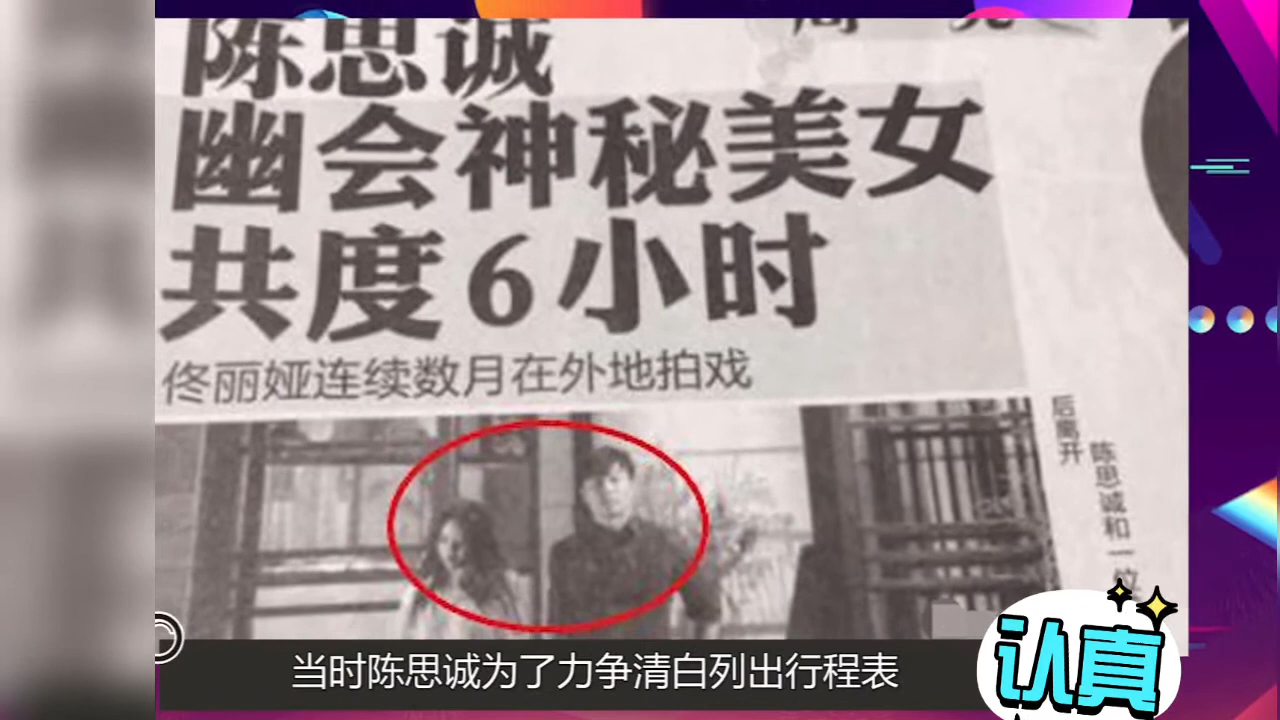 陈思诚
幽会神秘美女
共度6小时
佟丽娅连续数月在外地拍戏
后离开
陈思诚和一位
当时陈思诚为了力争清白列出行程表
认真